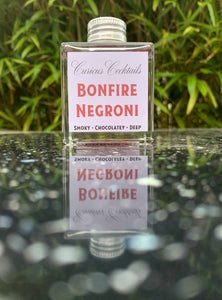 Curious Cocktails
BONFIRE
NEGRONI
SMOKY • CHOCOLATEY • DEEP